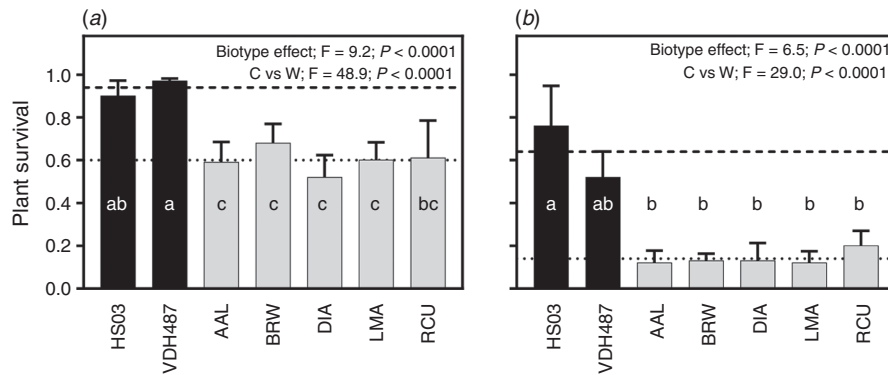 (a)
Biotype effect; F = 9.2; P < 0.0001
C vs W; F = 48.9; P < 0.0001
Plant survival
1.0
0.8
0.6
0.4
0.2
0.0
ab
a
c
c
c
c
bc
HS03
VDH487
AAL
BRW
DIA
LMA
RCU
(b)
Biotype effect; F = 6.5; P < 0.0001
C vs W; F = 29.0; P < 0.0001
a
ab
b
b
b
b
b
HS03
VDH487
AAL
BRW
DIA
LMA
RCU